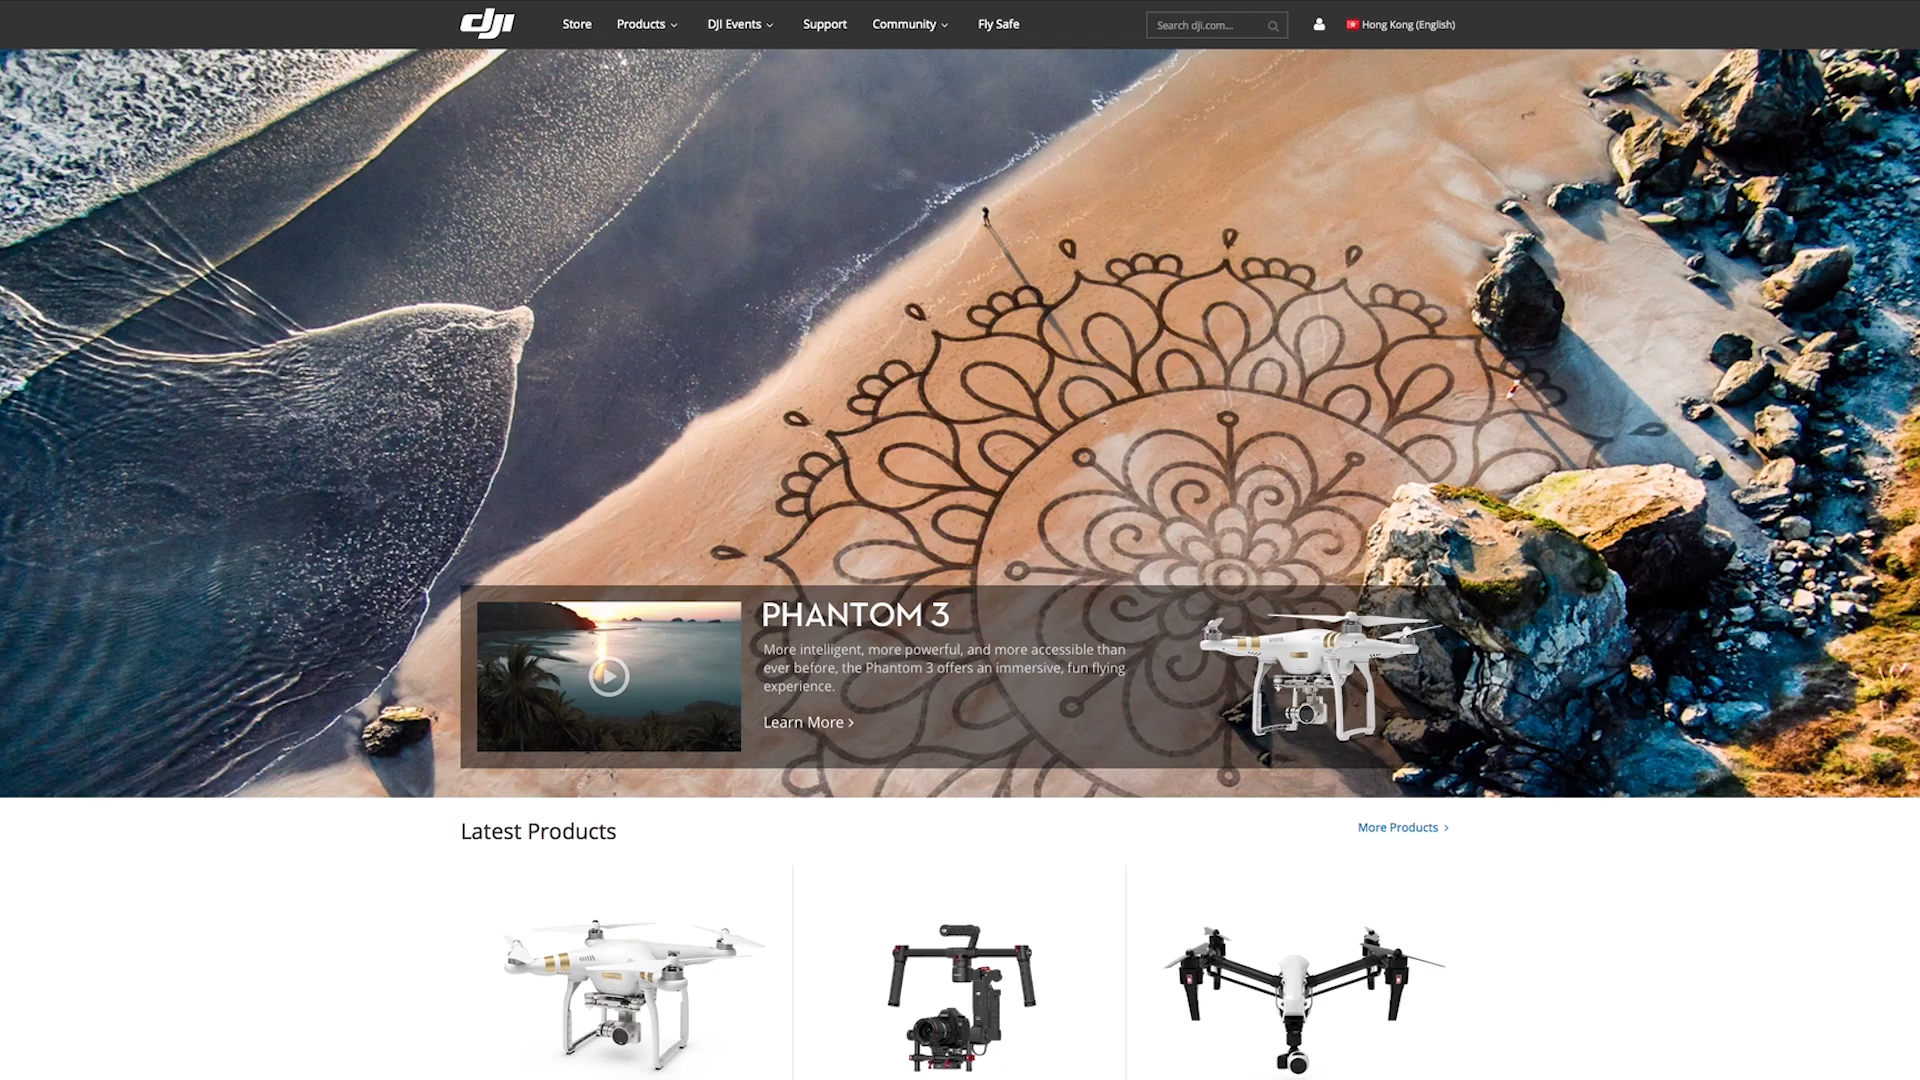 dji
Store
Products
DJI Events
Support
Community
Fly Safe
Search dji.com...
Hong Kong (English)
PHANTOM 3
More intelligent, more powerful, and more accessible than
ever before, the Phantom 3 offers an immersive, fun flying
experience.
Learn More >
Latest Products
More Products >